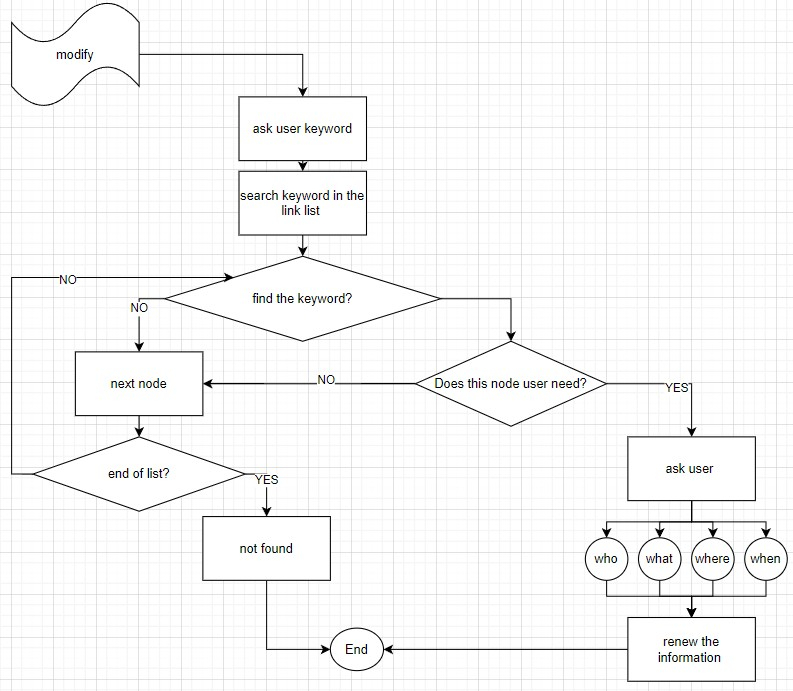 modify
ask user keyword
search keyword in the
link list
NO
find the keyword?
NO
next node
NO
Does this node user need?
YES
end of list?
YES
ask user
not found
who
what
where
when
End
renew the
information